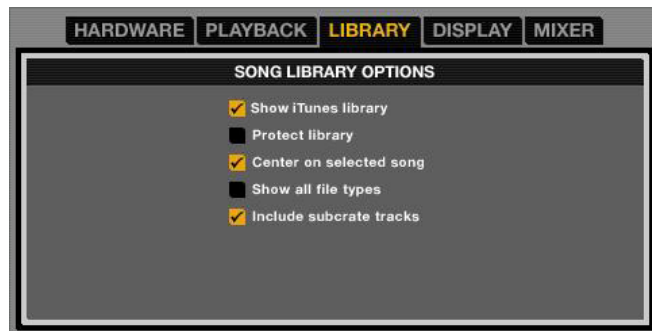 HARDWARE PLAYBACK LIBRARY DISPLAY MIXER
SONG LIBRARY OPTIONS
Show iTunes library
Protect library
Center on selected song
Show all file types
Include subcrate tracks